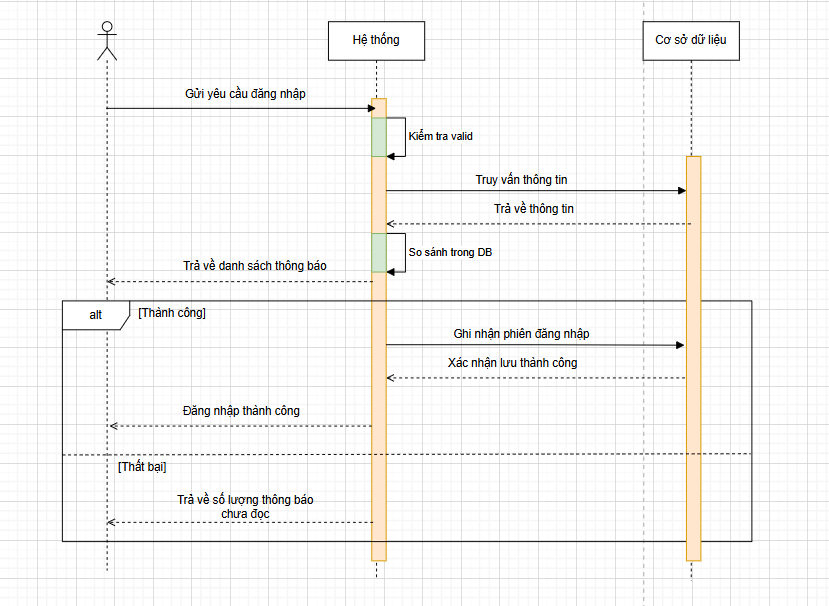 Hệ thống
Cơ sở dữ liệu
Gửi yêu cầu đăng nhập
Kiểm tra valid
Truy vấn thông tin
Trả về thông tin
So sánh trong DB
Trả về danh sách thông báo
alt
[Thành công]
Ghi nhận phiên đăng nhập
Xác nhận lưu thành công
Đăng nhập thành công
[Thất bại]
Trả về số lượng thông báo
chưa đọc